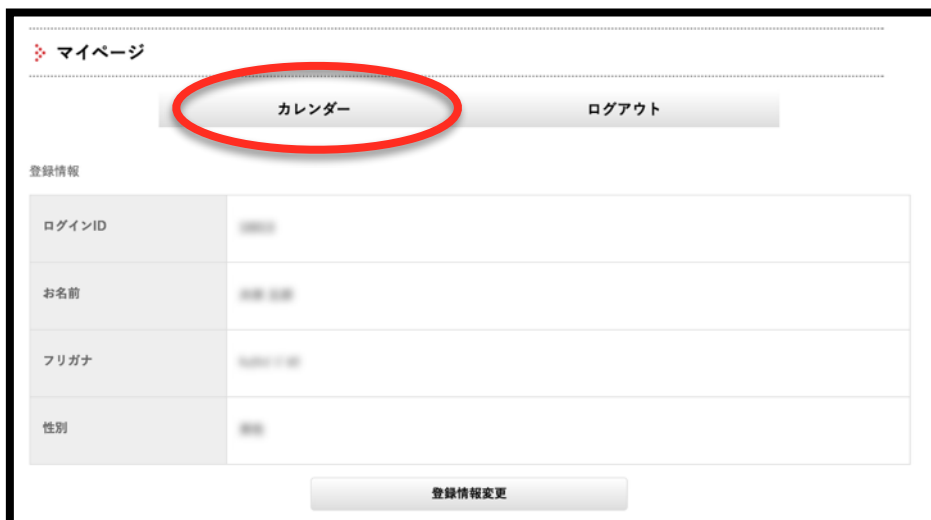 マイページ
カレンダー ログアウト
登録情報
ログインID
お名前
フリガナ
性別
登録情報変更